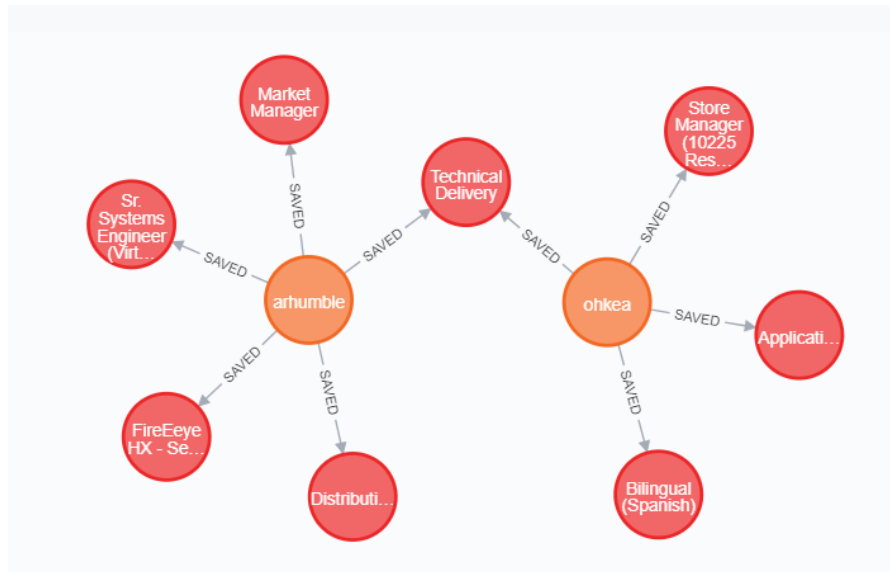 Market
Manager
Store
Manager
(10225
Res...
Technical
Delivery
Sr.
Systems
Engineer
(Virt...
SAVED
SAVED
SAVED
SAVED
SAVED
arhumble
ohkea
SAVED
SAVED
Applicati...
SAVED
SAVED
SAVED
FireEeye
HX - Se...
Distributi...
Bilingual
(Spanish)